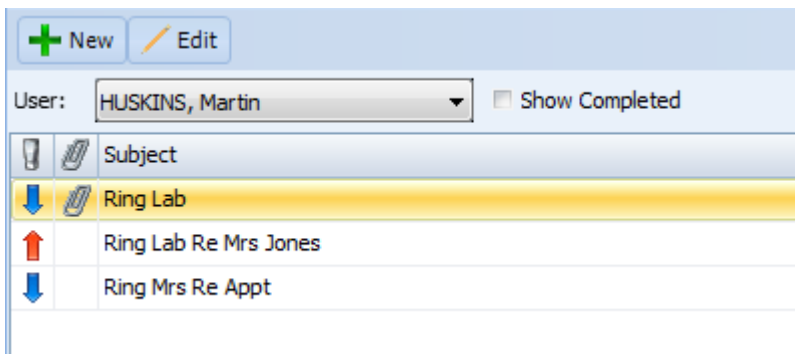 New Edit
User: HUSKINS, Martin Show Completed
Subject
Ring Lab
Ring Lab Re Mrs Jones
Ring Mrs Re Appt